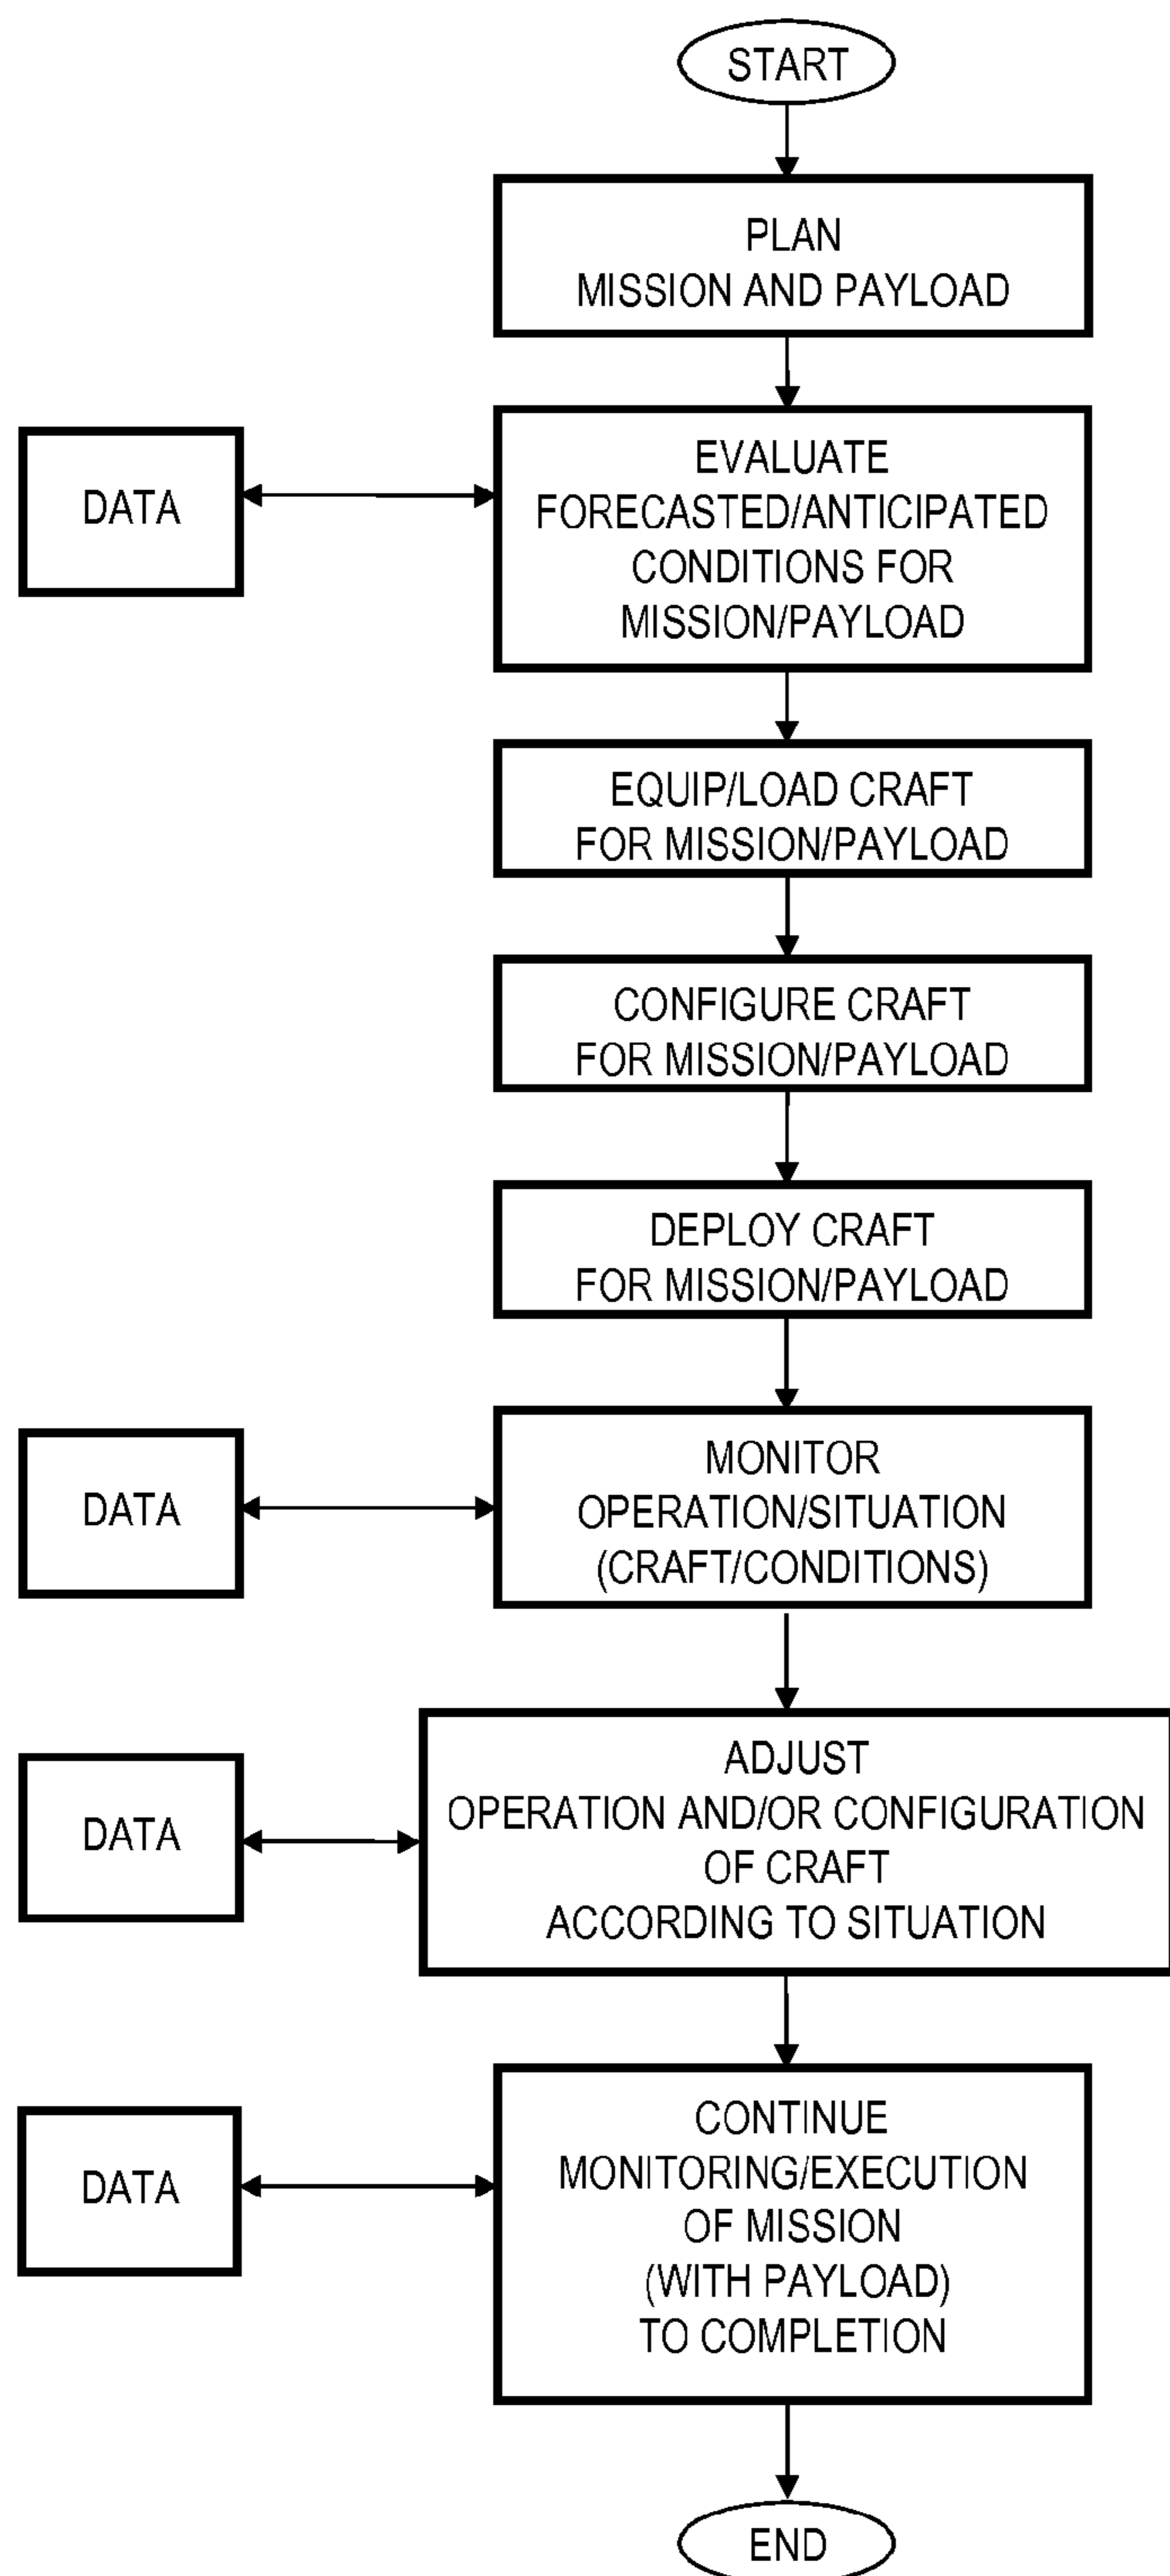 START
PLAN
MISSION AND PAYLOAD
DATA
EVALUATE
FORECASTED/ANTICIPATED
CONDITIONS FOR
MISSION/PAYLOAD
EQUIP/LOAD CRAFT
FOR MISSION/PAYLOAD
CONFIGURE CRAFT
FOR MISSION/PAYLOAD
DEPLOY CRAFT
FOR MISSION/PAYLOAD
DATA
MONITOR
OPERATION/SITUATION
(CRAFT/CONDITIONS)
DATA
ADJUST
OPERATION AND/OR CONFIGURATION
OF CRAFT
ACCORDING TO SITUATION
DATA
CONTINUE
MONITORING/EXECUTION
OF MISSION
(WITH PAYLOAD)
TO COMPLETION
END